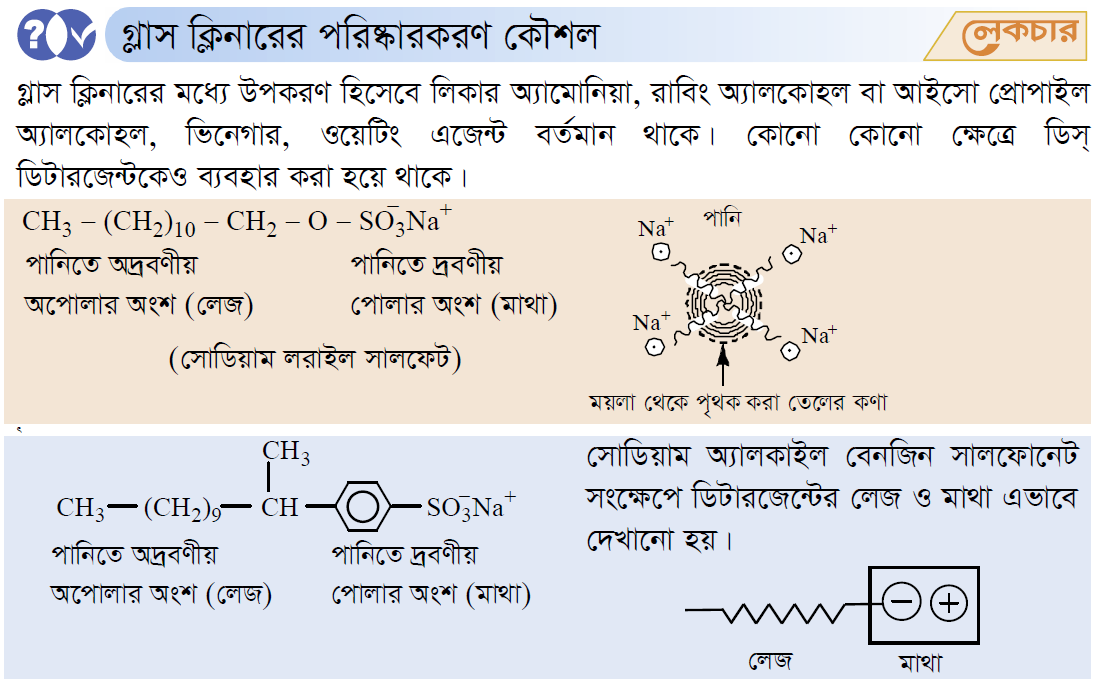 গ্লাস ক্লিনারের পরিষ্কারকরণ কৌশল
লেকচার
গ্লাস ক্লিনারের মধ্যে উপকরণ হিসেবে লিকার অ্যামোনিয়া, রাবিং অ্যালকোহল বা আইসো প্রোপাইল
অ্যালকোহল, ভিনেগার, ওয়েটিং এজেন্ট বর্তমান থাকে। কোনো কোনো ক্ষেত্রে ডিস্
ডিটারজেন্টকেও ব্যবহার করা হয়ে থাকে।
CH₃ – (CH₂)₁₀ – CH₂ – O – SO₃⁻Na⁺
পানিতে অদ্রবণীয় পানিতে দ্রবণীয়
অপোলার অংশ (লেজ) পোলার অংশ (মাথা)
(সোডিয়াম লরাইল সালফেট)
Na⁺ পানি Na⁺
Na⁺ Na⁺
ময়লা থেকে পৃথক করা তেলের কণা
CH₃
CH₃ — (CH₂)₉ — CH — SO₃⁻Na⁺
পানিতে অদ্রবণীয় পানিতে দ্রবণীয়
অপোলার অংশ (লেজ) পোলার অংশ (মাথা)
সোডিয়াম অ্যালকাইল বেনজিন সালফোনেট
সংক্ষেপে ডিটারজেন্টের লেজ ও মাথা এভাবে
দেখানো হয়।
− +
লেজ মাথা